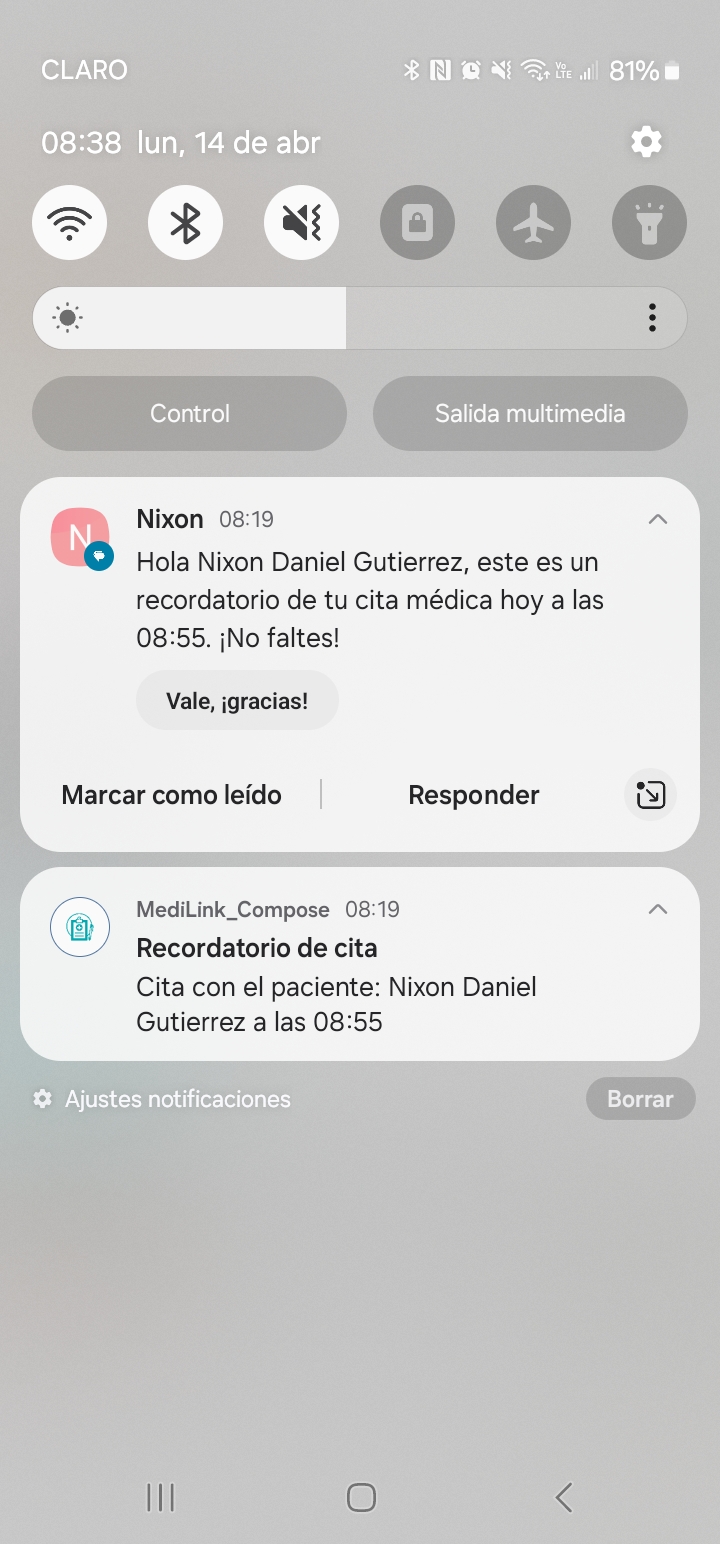 CLARO
Vo LTE 81%
08:38 lun, 14 de abr
Control
Salida multimedia
N
Nixon 08:19
Hola Nixon Daniel Gutierrez, este es un
recordatorio de tu cita médica hoy a las
08:55. ¡No faltes!
Vale, ¡gracias!
Marcar como leído
Responder
MediLink_Compose 08:19
Recordatorio de cita
Cita con el paciente: Nixon Daniel
Gutierrez a las 08:55
Ajustes notificaciones
Borrar